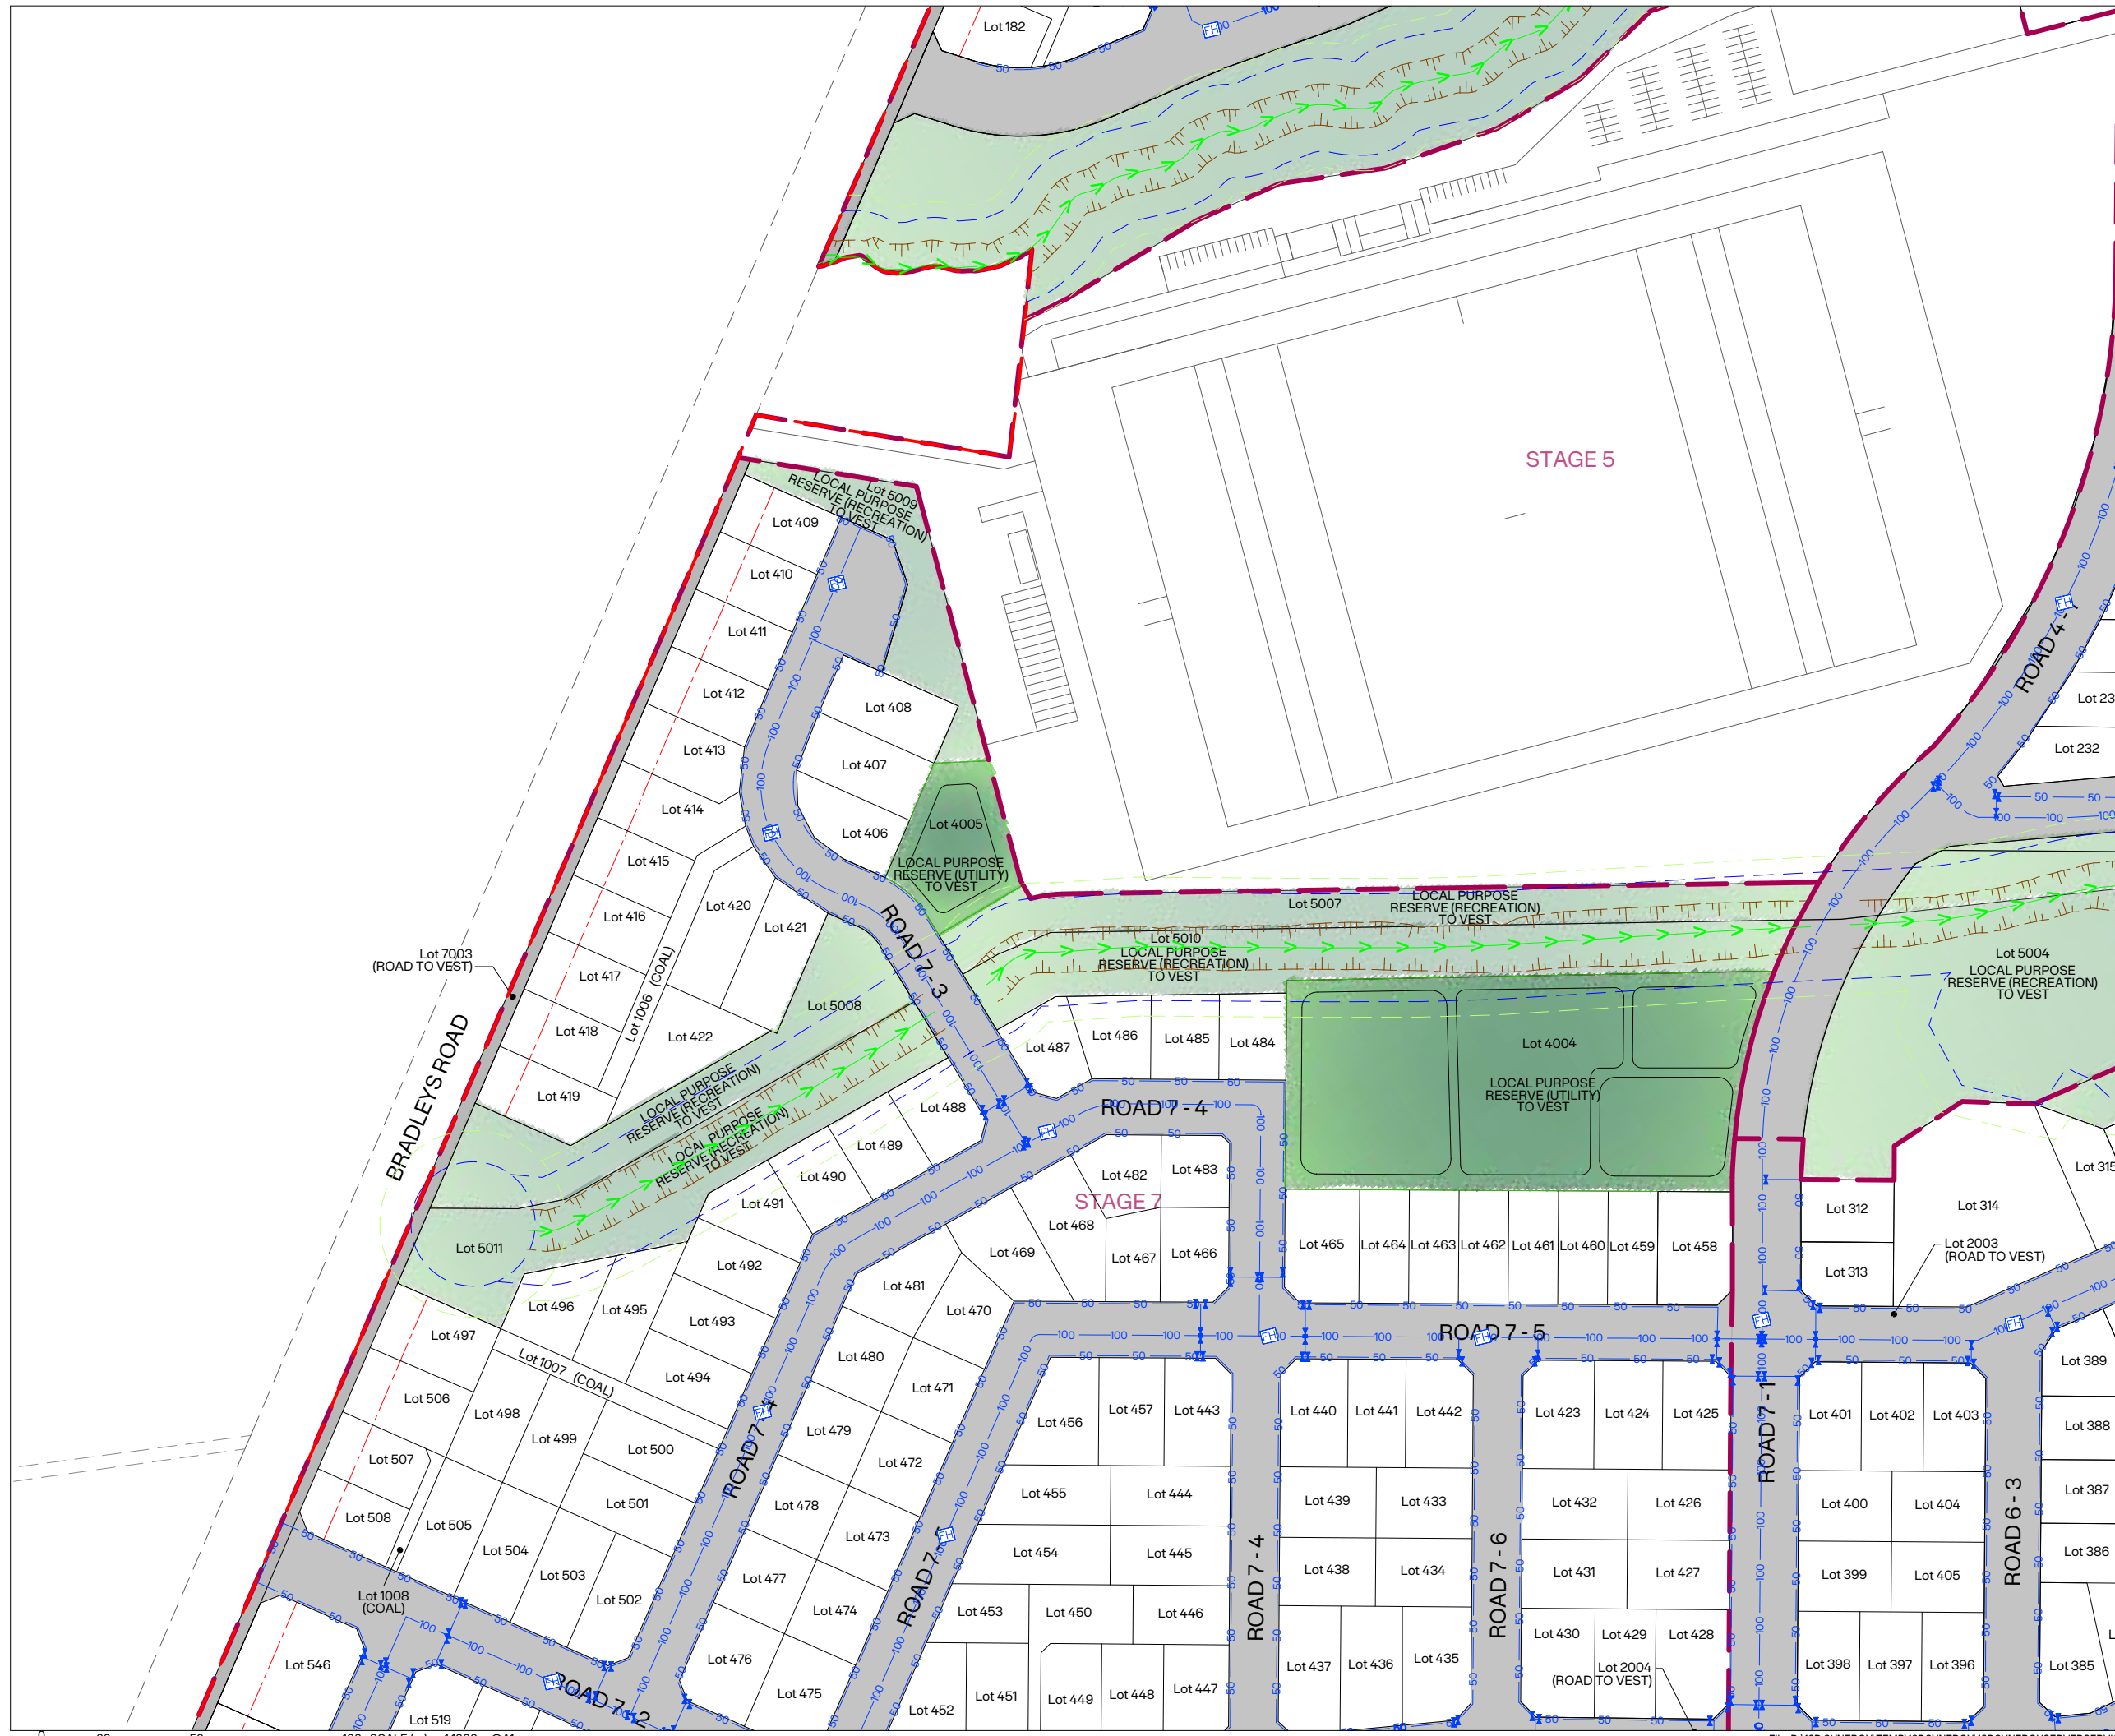 Lot 182
STAGE 5
Lot 5009
LOCAL PURPOSE
RESERVE (RECREATION)
TO VEST
Lot 409
Lot 410
Lot 411
Lot 412
Lot 413
Lot 414
Lot 415
Lot 416
Lot 417
Lot 418
Lot 419
Lot 408
Lot 407
Lot 406
Lot 4005
LOCAL PURPOSE
RESERVE (UTILITY)
TO VEST
Lot 420
Lot 421
Lot 422
Lot 1006 (COAL)
Lot 7003
(ROAD TO VEST)
BRADLEYS ROAD
ROAD 7 - 3
ROAD 4 - 1
Lot 232
Lot 5007
LOCAL PURPOSE
RESERVE (RECREATION)
TO VEST
Lot 5010
LOCAL PURPOSE
RESERVE (RECREATION)
TO VEST
Lot 5004
LOCAL PURPOSE
RESERVE (RECREATION)
TO VEST
Lot 5008
LOCAL PURPOSE
RESERVE (RECREATION)
TO VEST
LOCAL PURPOSE
RESERVE (RECREATION)
TO VEST
Lot 5011
Lot 4004
LOCAL PURPOSE
RESERVE (UTILITY)
TO VEST
Lot 487
Lot 486
Lot 485
Lot 484
ROAD 7 - 4
Lot 488
Lot 489
Lot 490
Lot 491
Lot 492
Lot 493
Lot 494
Lot 495
Lot 496
Lot 497
Lot 482
Lot 483
STAGE 7
Lot 468
Lot 467
Lot 466
Lot 469
Lot 470
Lot 481
Lot 480
Lot 471
Lot 479
Lot 472
Lot 478
Lot 473
Lot 477
Lot 474
Lot 476
Lot 475
Lot 465
Lot 464
Lot 463
Lot 462
Lot 461
Lot 460
Lot 459
Lot 458
Lot 312
Lot 313
Lot 314
Lot 315
Lot 2003
(ROAD TO VEST)
ROAD 7 - 5
Lot 1007 (COAL)
Lot 506
Lot 498
Lot 499
Lot 500
Lot 507
Lot 501
Lot 508
Lot 505
Lot 504
Lot 503
Lot 502
Lot 1008
(COAL)
Lot 546
Lot 519
ROAD 7 - 2
ROAD 7 - 4
ROAD 7 - 5
Lot 456
Lot 457
Lot 443
Lot 455
Lot 444
Lot 454
Lot 445
Lot 453
Lot 450
Lot 446
Lot 452
Lot 451
Lot 449
Lot 448
Lot 447
ROAD 7 - 4
Lot 440
Lot 441
Lot 442
Lot 439
Lot 433
Lot 438
Lot 434
Lot 437
Lot 436
Lot 435
ROAD 7 - 6
Lot 423
Lot 424
Lot 425
Lot 432
Lot 426
Lot 431
Lot 427
Lot 430
Lot 429
Lot 428
Lot 2004
(ROAD TO VEST)
ROAD 7 - 1
Lot 401
Lot 402
Lot 403
Lot 400
Lot 404
Lot 399
Lot 405
Lot 398
Lot 397
Lot 396
ROAD 6 - 3
Lot 389
Lot 388
Lot 387
Lot 386
Lot 385